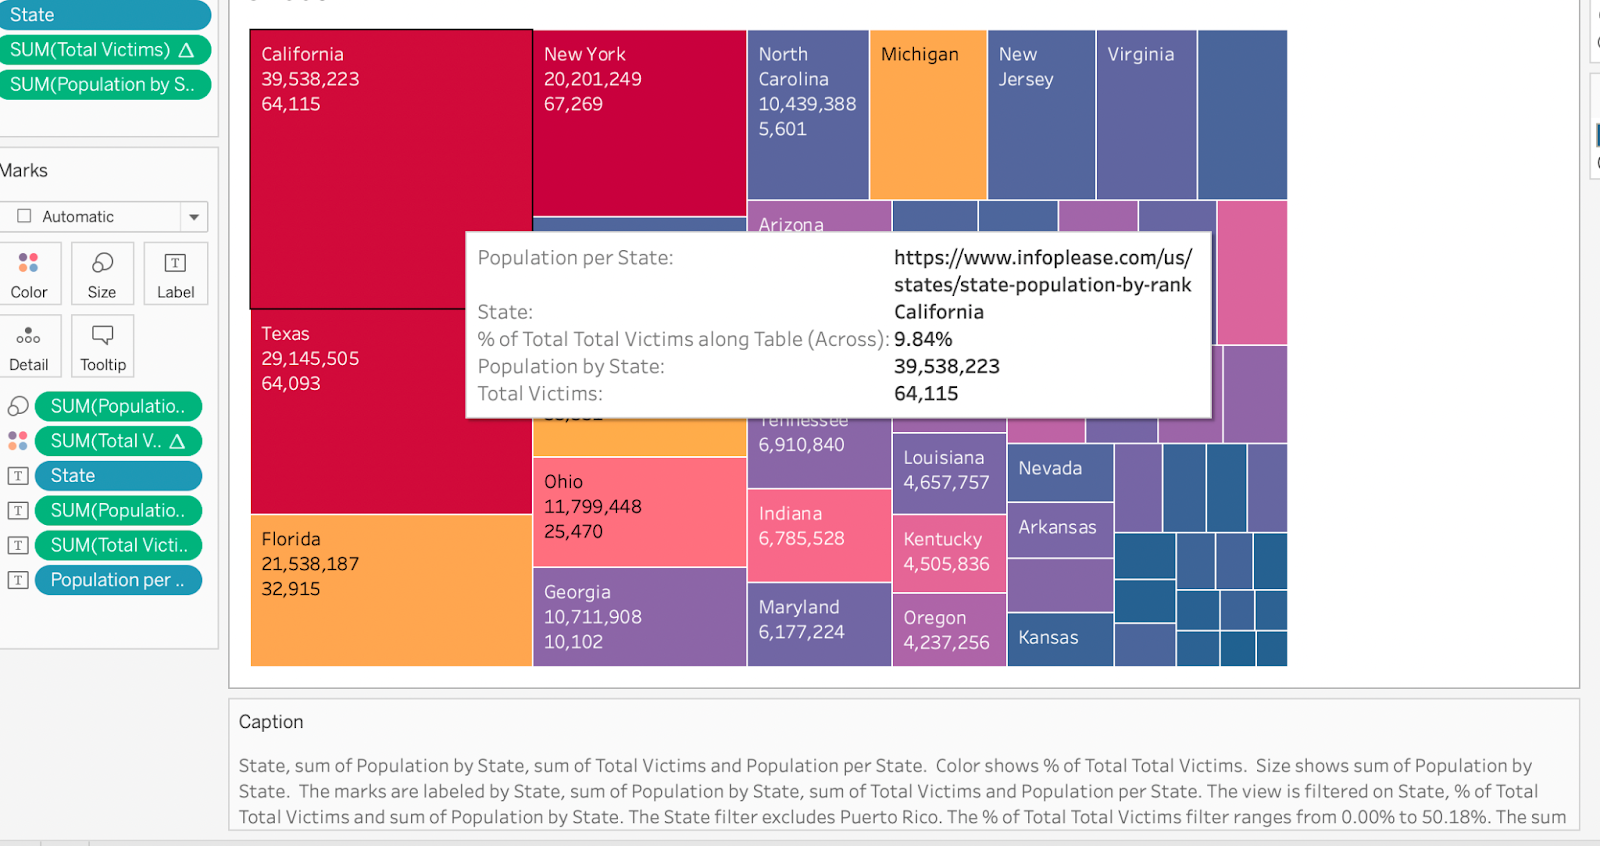 State
SUM(Total Victims)
SUM(Population by S..
Marks
Automatic
Color
Size
Label
Detail
Tooltip
SUM(Populatio..
SUM(Total V..
State
SUM(Populatio..
SUM(Total Victi..
Population per ..
California
39,538,223
64,115
Texas
29,145,505
64,093
Florida
21,538,187
32,915
New York
20,201,249
67,269
Ohio
11,799,448
25,470
Georgia
10,711,908
10,102
North
Carolina
10,439,388
5,601
Michigan
New
Jersey
Virginia
Arizona
Population per State:
https://www.infoplease.com/us/
states/state-population-by-rank
State:
California
% of Total Total Victims along Table (Across):
9.84%
Population by State:
39,538,223
Total Victims:
64,115
Tennessee
6,910,840
Indiana
6,785,528
Maryland
6,177,224
Louisiana
4,657,757
Kentucky
4,505,836
Oregon
4,237,256
Nevada
Arkansas
Kansas
Caption
State, sum of Population by State, sum of Total Victims and Population per State. Color shows % of Total Total Victims. Size shows sum of Population by
State. The marks are labeled by State, sum of Population by State, sum of Total Victims and Population per State. The view is filtered on State, % of Total
Total Victims and sum of Population by State. The State filter excludes Puerto Rico. The % of Total Total Victims filter ranges from 0.00% to 50.18%. The sum